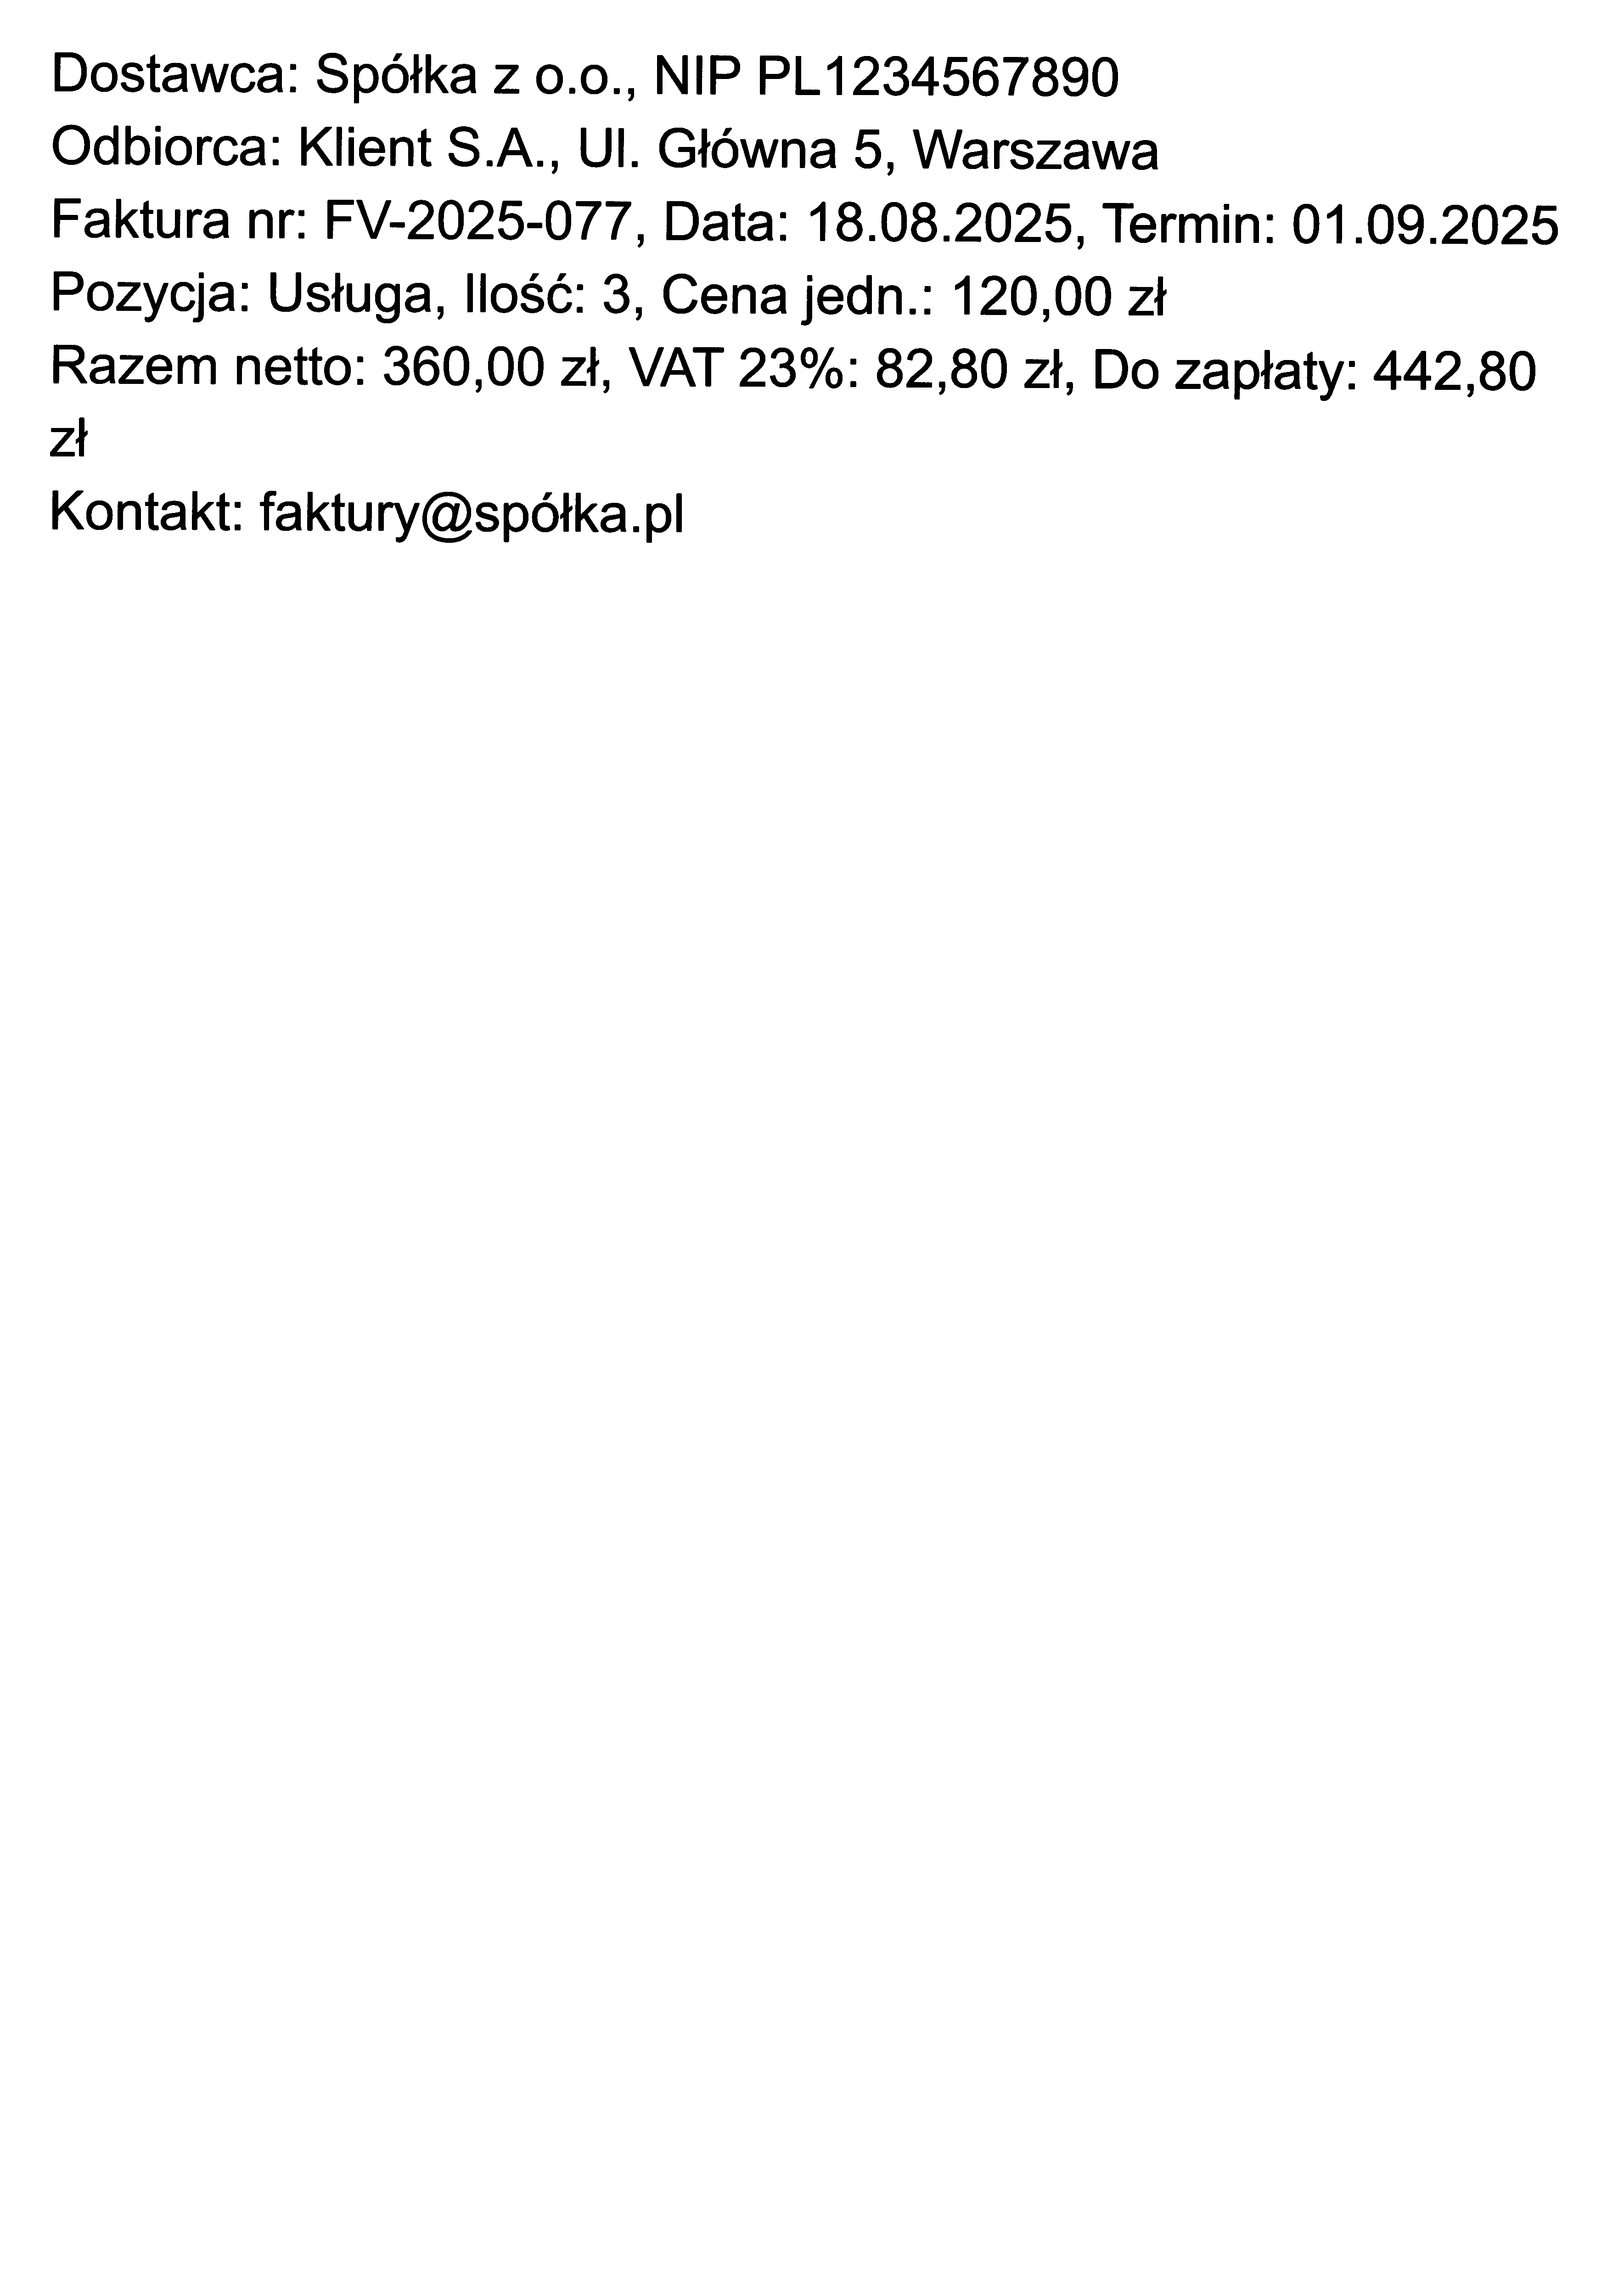 Dostawca: Spółka z o.o., NIP PL1234567890
Odbiorca: Klient S.A., Ul. Główna 5, Warszawa
Faktura nr: FV-2025-077, Data: 18.08.2025, Termin: 01.09.2025
Pozycja: Usługa, Ilość: 3, Cena jedn.: 120,00 zł
Razem netto: 360,00 zł, VAT 23%: 82,80 zł, Do zapłaty: 442,80
zł
Kontakt: faktury@spółka.pl